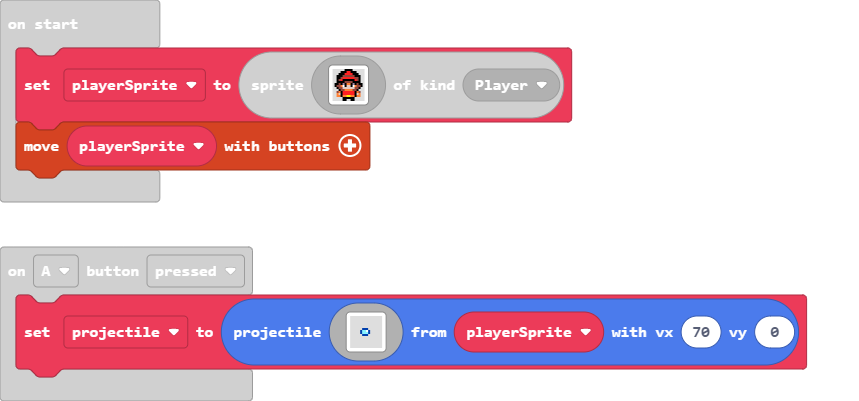 on start
set playerSprite to sprite of kind Player
move playerSprite with buttons
on A button pressed
set projectile to projectile from playerSprite with vx 70 vy 0